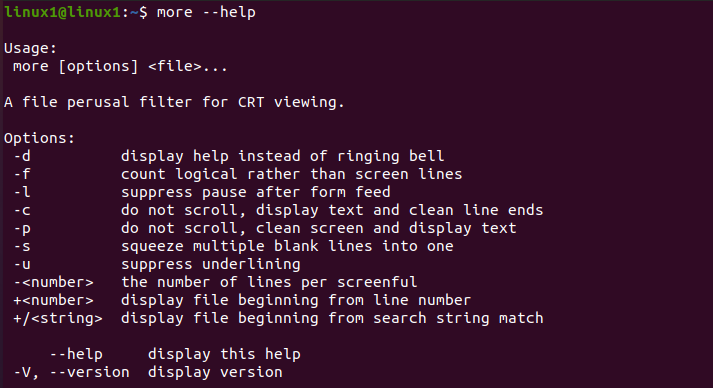 linux1@linux1:~$ more --help
Usage:
more [options] <file>...
A file perusal filter for CRT viewing.
Options:
-d display help instead of ringing bell
-f count logical rather than screen lines
-l suppress pause after form feed
-c do not scroll, display text and clean line ends
-p do not scroll, clean screen and display text
-s squeeze multiple blank lines into one
-u suppress underlining
-<number> the number of lines per screenful
+<number> display file beginning from line number
+/<string> display file beginning from search string match
--help display this help
-V, --version display version